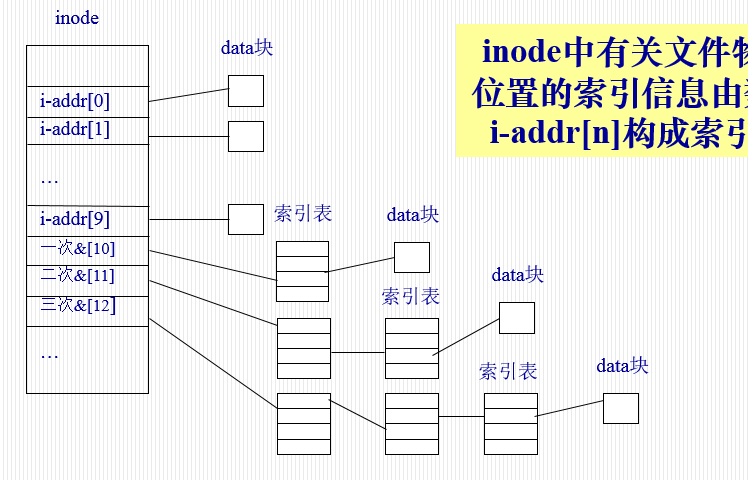 inode
data块
inode中有关文件
位置的索引信息由
i-addr[n]构成索引
i-addr[0]
i-addr[1]
…
i-addr[9]
索引表
data块
一次&[10]
二次&[11]
data块
索引表
三次&[12]
…
索引表
data块